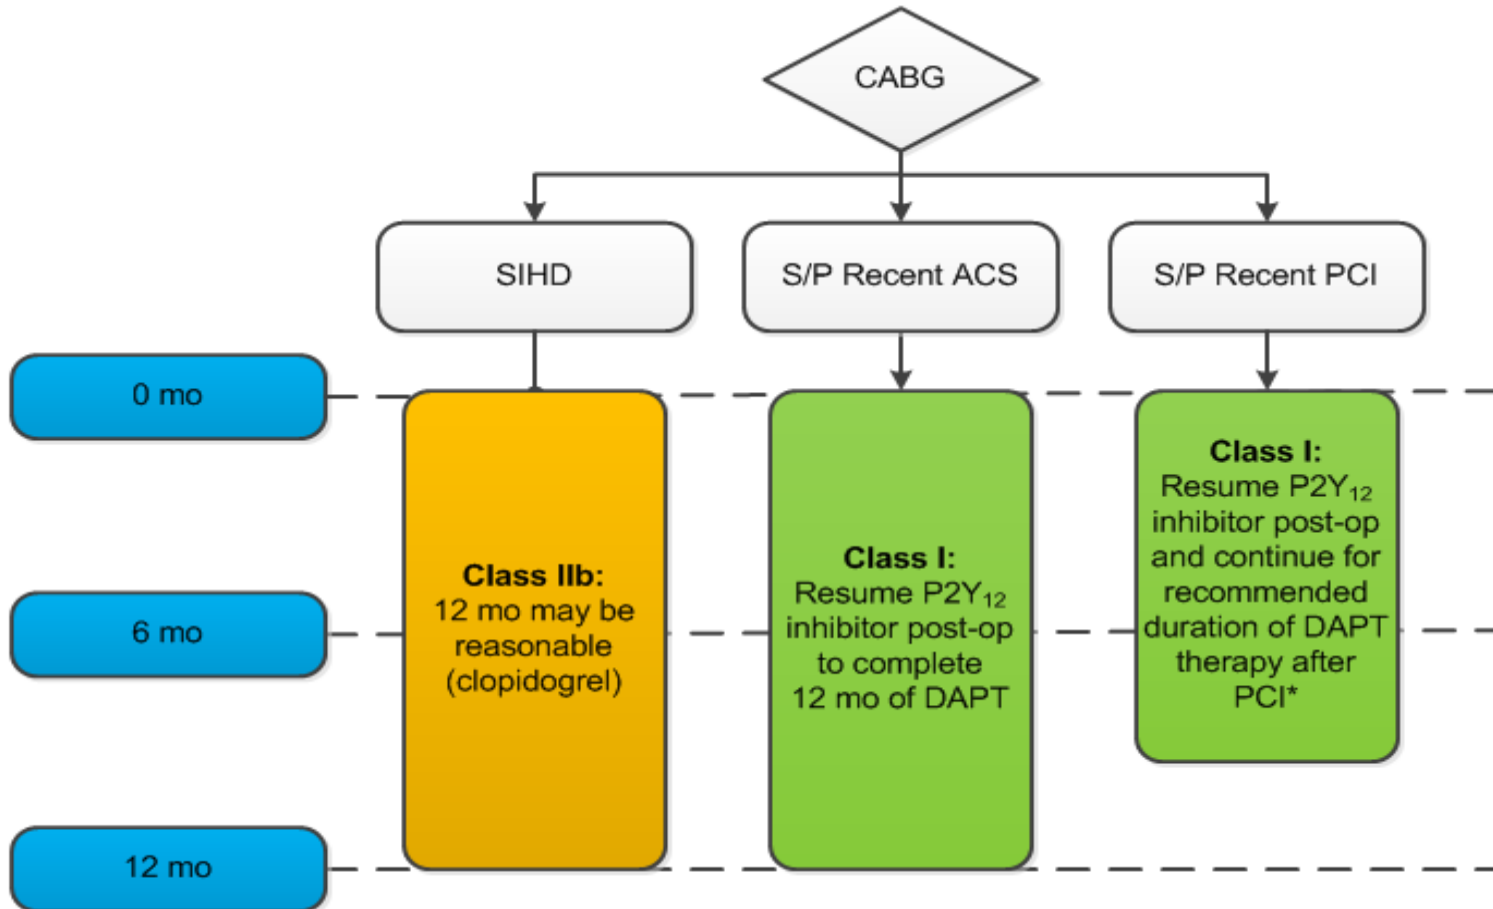 CABG
SIHD
S/P Recent ACS
S/P Recent PCI
0 mo
6 mo
12 mo
Class IIb:
12 mo may be
reasonable
(clopidogrel)
Class I:
Resume P2Y₁₂
inhibitor post-op
to complete
12 mo of DAPT
Class I:
Resume P2Y₁₂
inhibitor post-op
and continue for
recommended
duration of DAPT
therapy after
PCI*